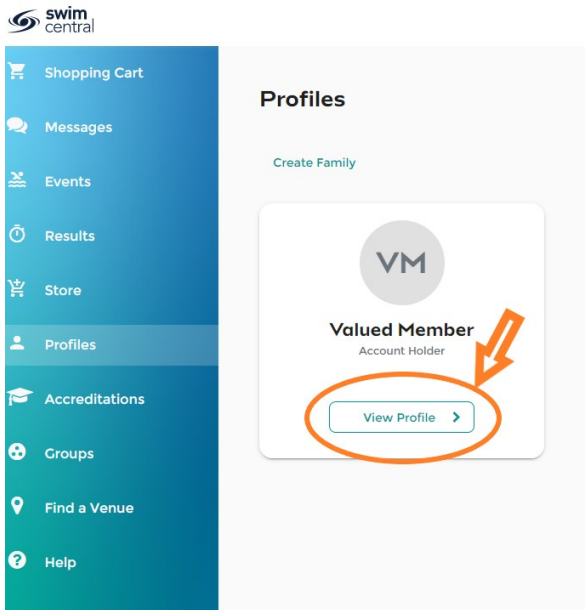 swim
central
Shopping Cart
Messages
Events
Results
Store
Profiles
Accreditations
Groups
Find a Venue
Help
Profiles
Create Family
VM
Valued Member
Account Holder
View Profile